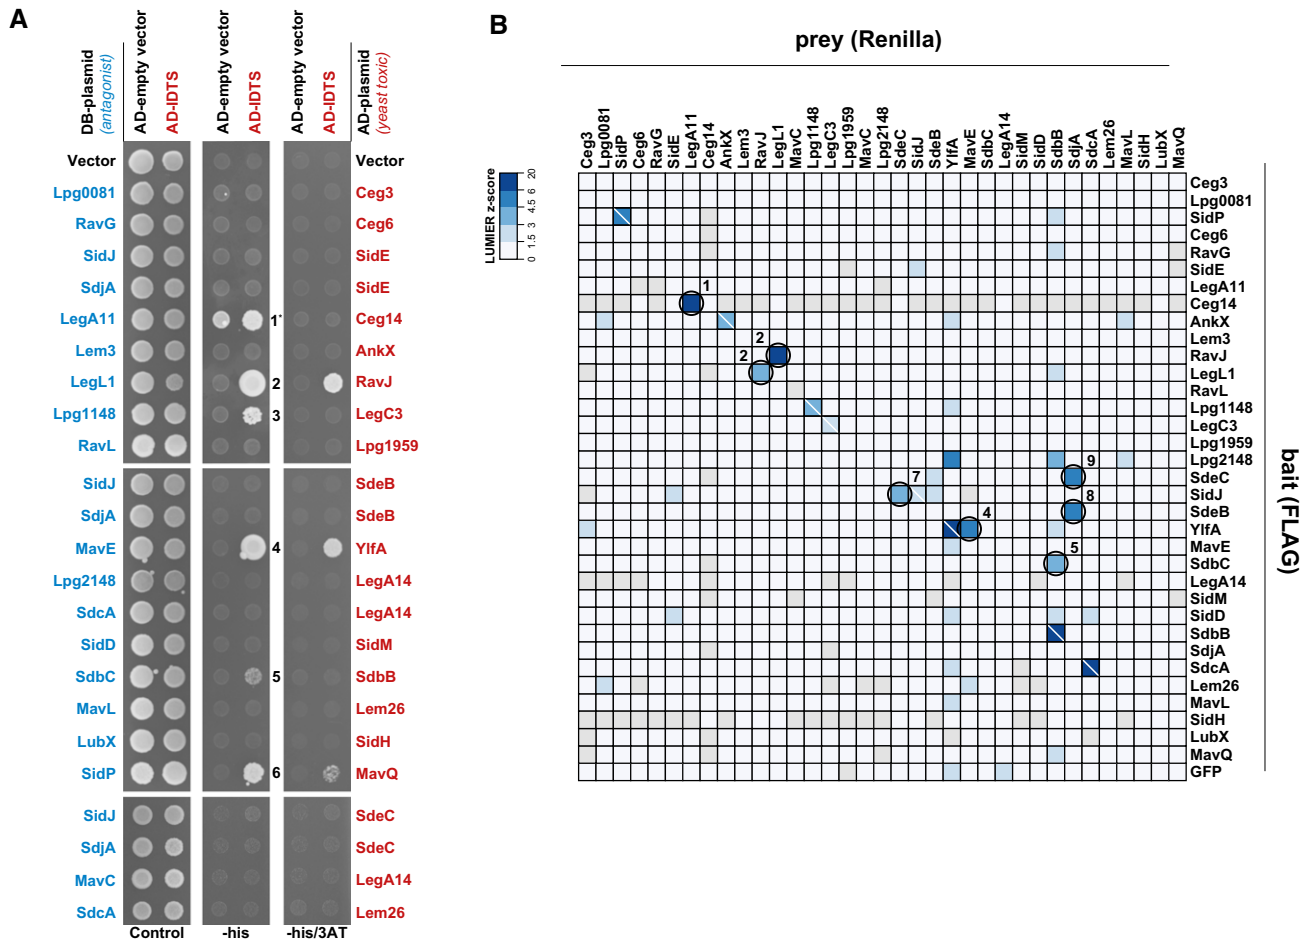 A
DB-plasmid
(antagonist)
AD-empty vector
AD-IDTS
AD-empty vector
AD-IDTS
AD-empty vector
AD-IDTS
AD-plasmid
(yeast toxic)
Vector Vector
Lpg0081 Ceg3
RavG Ceg6
SidJ SidE
SdjA SidE
LegA11 1* Ceg14
Lem3 AnkX
LegL1 2 RavJ
Lpg1148 3 LegC3
RavL Lpg1959
SidJ SdeB
SdjA SdeB
MavE 4 YlfA
Lpg2148 LegA14
SdcA LegA14
SidD SidM
SdbC 5 SdbB
MavL Lem26
LubX SidH
SidP 6 MavQ
SidJ SdeC
SdjA SdeC
MavC LegA14
SdcA Lem26
Control -his -his/3AT
B
prey (Renilla)
Ceg3
Lpg0081
SidP
Ceg6
RavG
SidE
LegA11
Ceg14
AnkX
Lem3
RavJ
LegL1
MavC
Lpg1148
LegC3
Lpg1959
MavC
Lpg2148
SdeC
SidJ
SdeB
YlfA
MavE
SdbC
LegA14
SidM
SidD
SdbB
SdjA
SdcA
Lem26
MavL
SidH
LubX
MavQ
LUMIER z-score
0 1.5 3 4.5 6 20
Ceg3
Lpg0081
SidP
Ceg6
RavG
SidE
LegA11
1
Ceg14
AnkX
2
Lem3
2
RavJ
LegL1
RavL
Lpg1148
LegC3
Lpg1959
9
Lpg2148
7
SdeC
SidJ
8
4
SdeB
YlfA
5
MavE
SdbC
LegA14
SidM
SidD
SdbB
SdjA
SdcA
Lem26
MavL
SidH
LubX
MavQ
GFP
bait (FLAG)